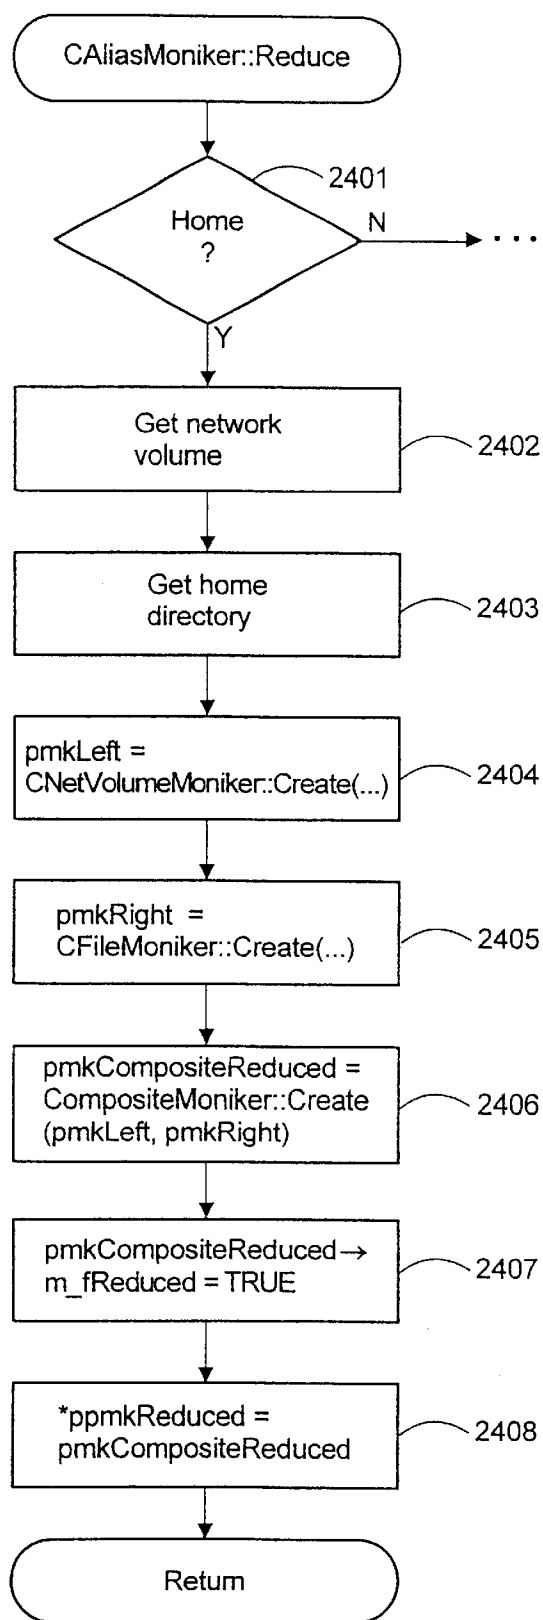 CAliasMoniker::Reduce
2401
Home
?
N
...
Y
Get network
volume
2402
Get home
directory
2403
pmkLeft =
CNetVolumeMoniker::Create(...)
2404
pmkRight =
CFileMoniker::Create(...)
2405
pmkCompositeReduced =
CompositeMoniker::Create
(pmkLeft, pmkRight)
2406
pmkCompositeReduced→
m_fReduced = TRUE
2407
*ppmkReduced =
pmkCompositeReduced
2408
Return